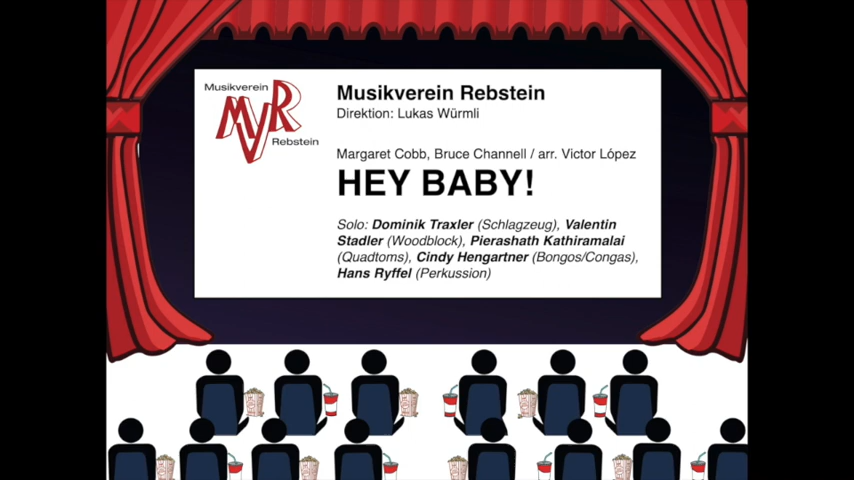 Musikverein
MVR
Rebstein
Musikverein Rebstein
Direktion: Lukas Würmli
Margaret Cobb, Bruce Channell / arr. Victor López
HEY BABY!
Solo: Dominik Traxler (Schlagzeug), Valentin
Stadler (Woodblock), Pierashath Kathiramalai
(Quadtoms), Cindy Hengartner (Bongos/Congas),
Hans Ryffel (Perkussion)